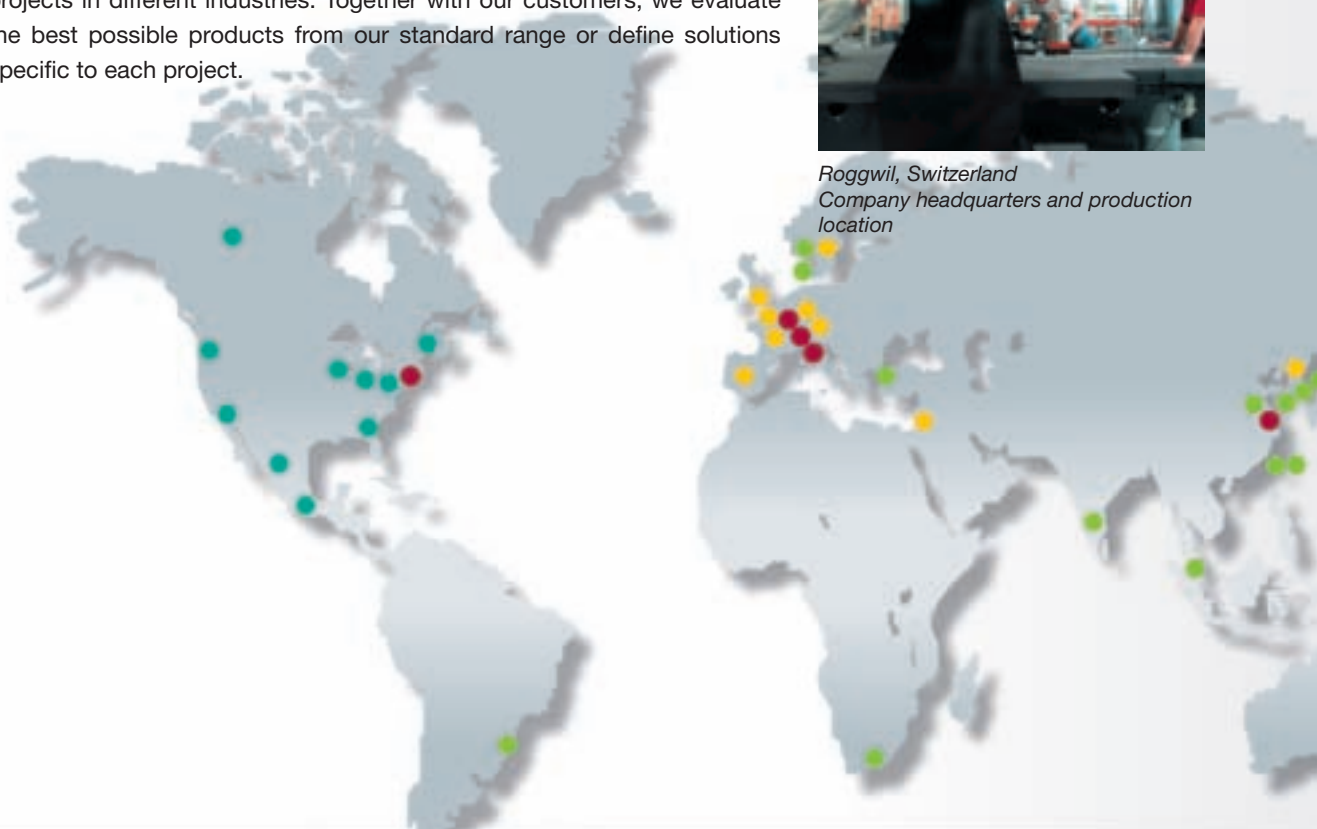 projects in different industries. Together with our customers, we evaluate
the best possible products from our standard range or define solutions
specific to each project.
Roggwil, Switzerland
Company headquarters and production
location